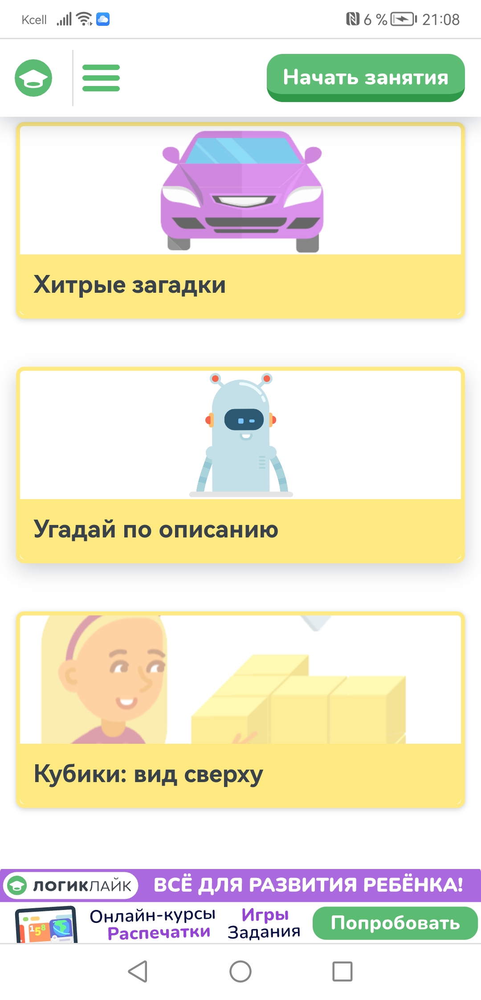 Kcell
6 %
21:08
Начать занятия
Хитрые загадки
Угадай по описанию
Кубики: вид сверху
ЛОГИКЛАЙК ВСЁ ДЛЯ РАЗВИТИЯ РЕБЁНКА!
Онлайн-курсы Игры
Распечатки Задания
Попробовать
158